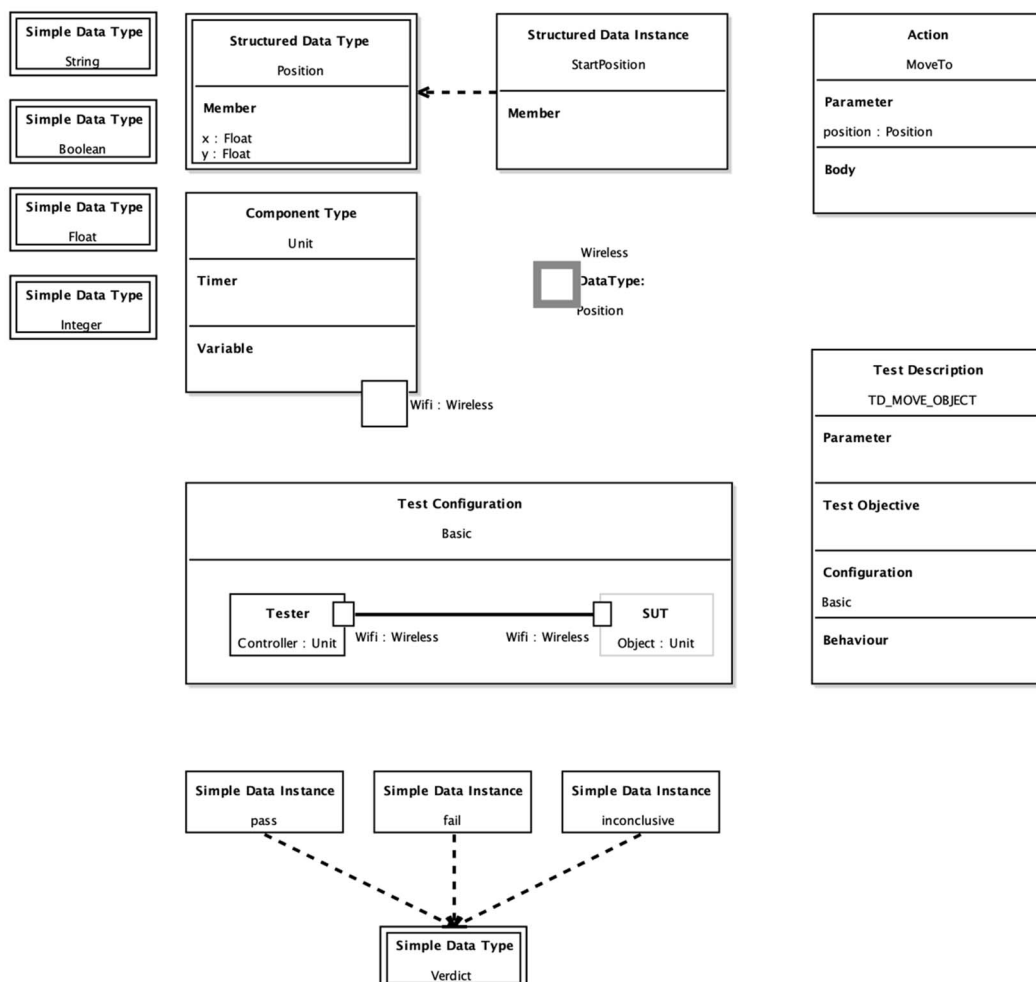 Simple Data Type
String
Simple Data Type
Boolean
Simple Data Type
Float
Simple Data Type
Integer
Structured Data Type
Position
Member
x : Float
y : Float
Structured Data Instance
StartPosition
Member
Action
MoveTo
Parameter
position : Position
Body
Component Type
Unit
Timer
Variable
Wifi : Wireless
Wireless
DataType:
Position
Test Description
TD_MOVE_OBJECT
Parameter
Test Objective
Configuration
Basic
Behaviour
Test Configuration
Basic
Tester
Controller : Unit
Wifi : Wireless
Wifi : Wireless
SUT
Object : Unit
Simple Data Instance
pass
Simple Data Instance
fail
Simple Data Instance
inconclusive
Simple Data Type
Verdict